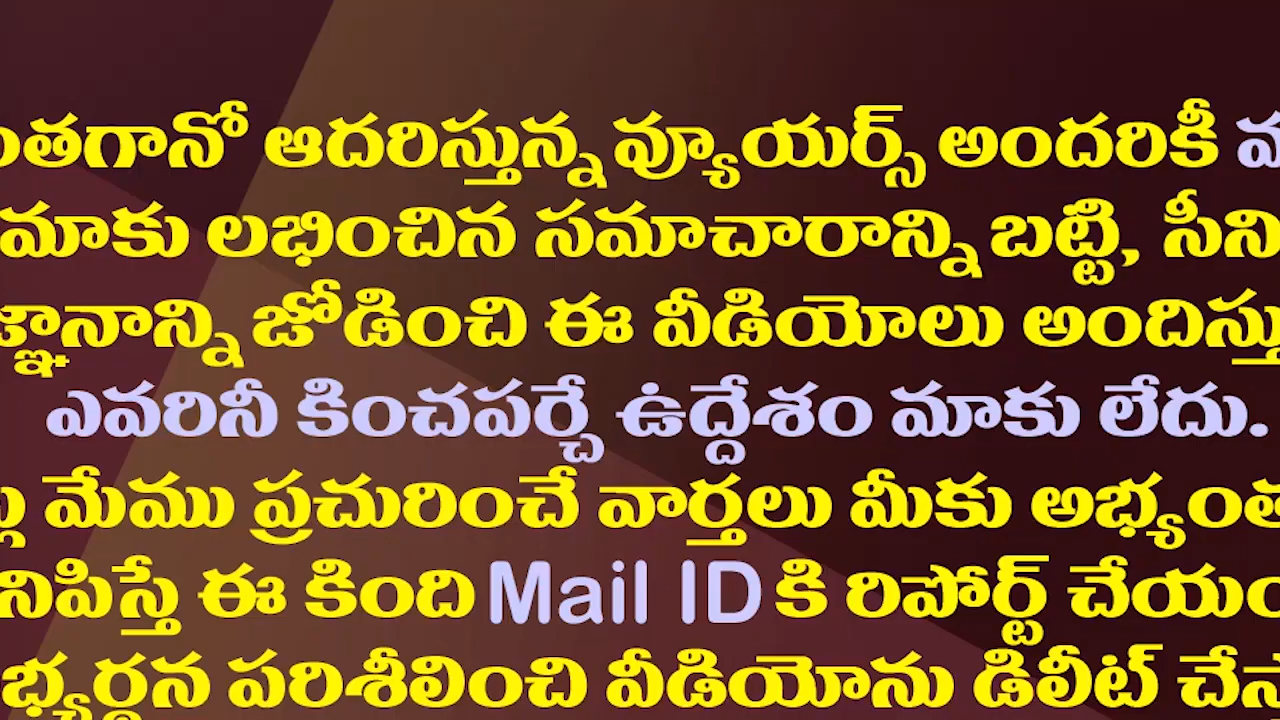 ంతగానో ఆదరిస్తున్న వ్యూయర్స్ అందరికీ
మాకు లభించిన సమాచారాన్ని బట్టి, సీని
జ్ఞానాన్ని జోడించి ఈ వీడియోలు అందిస్తు
ఎవరినీ కించపర్చే ఉద్దేశం మాకు లేదు.
మేము ప్రచురించే వార్తలు మీకు అభ్యంత
నిపిస్తే ఈ కింది Mail ID కి రిపోర్ట్ చేయం
భ్యర్థన పరిశీలించి వీడియోను డిలీట్ చేస